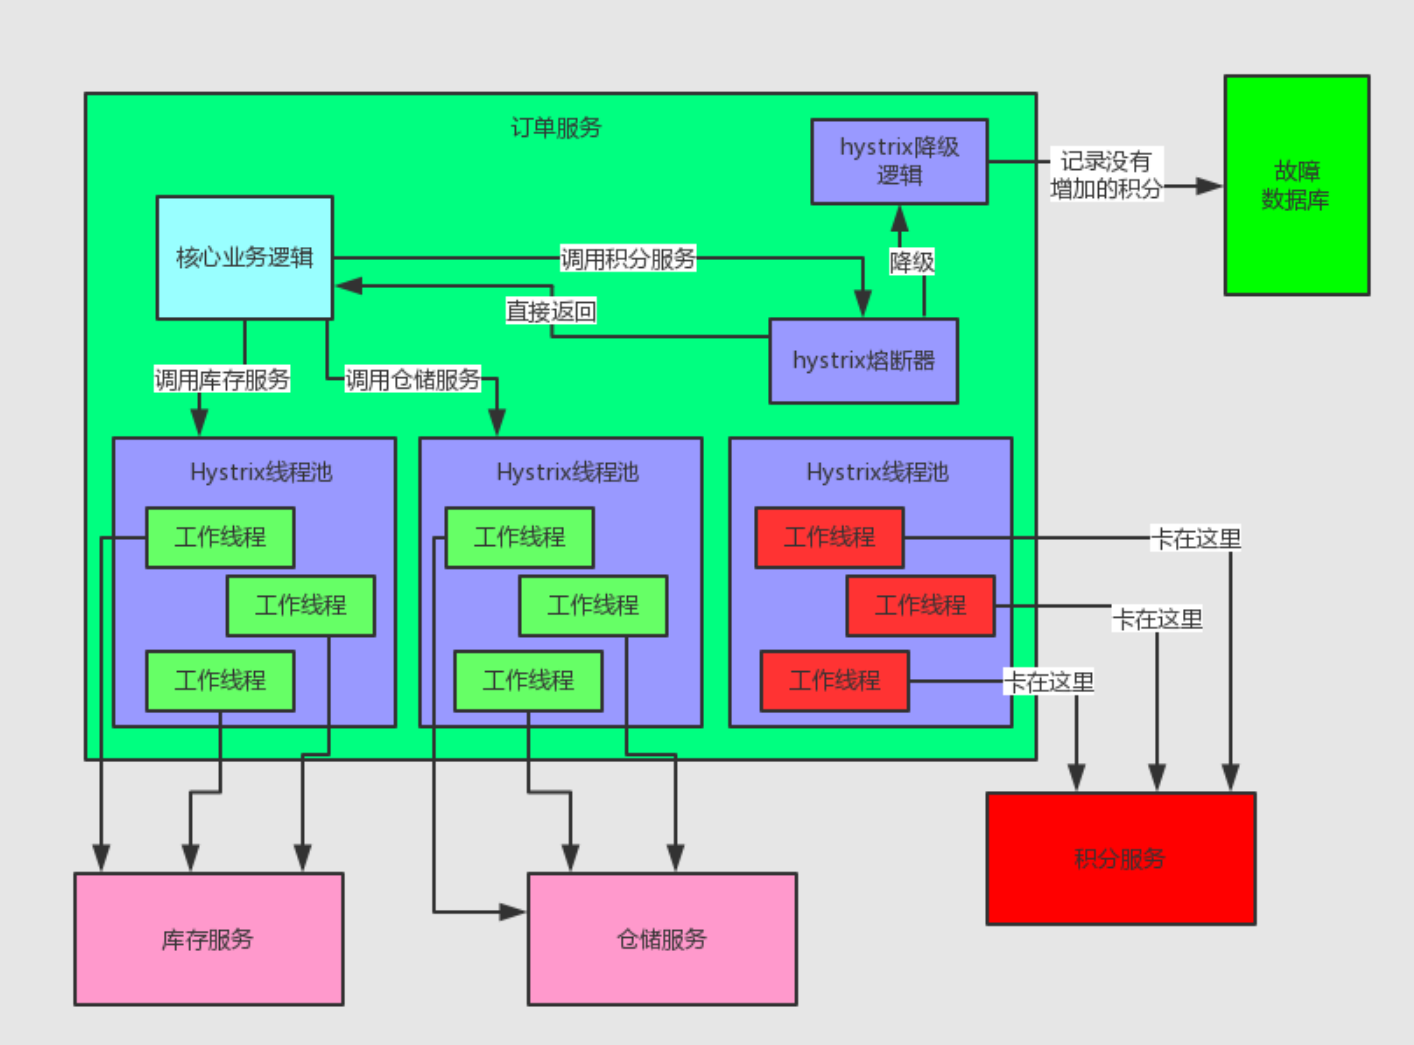 订单服务
hystrix降级
逻辑
记录没有
增加的积分
故障
数据库
核心业务逻辑
调用积分服务
降级
直接返回
hystrix熔断器
调用库存服务
调用仓储服务
Hystrix线程池
工作线程
工作线程
工作线程
Hystrix线程池
工作线程
工作线程
工作线程
Hystrix线程池
工作线程
工作线程
工作线程
卡在这里
卡在这里
卡在这里
库存服务
仓储服务
积分服务